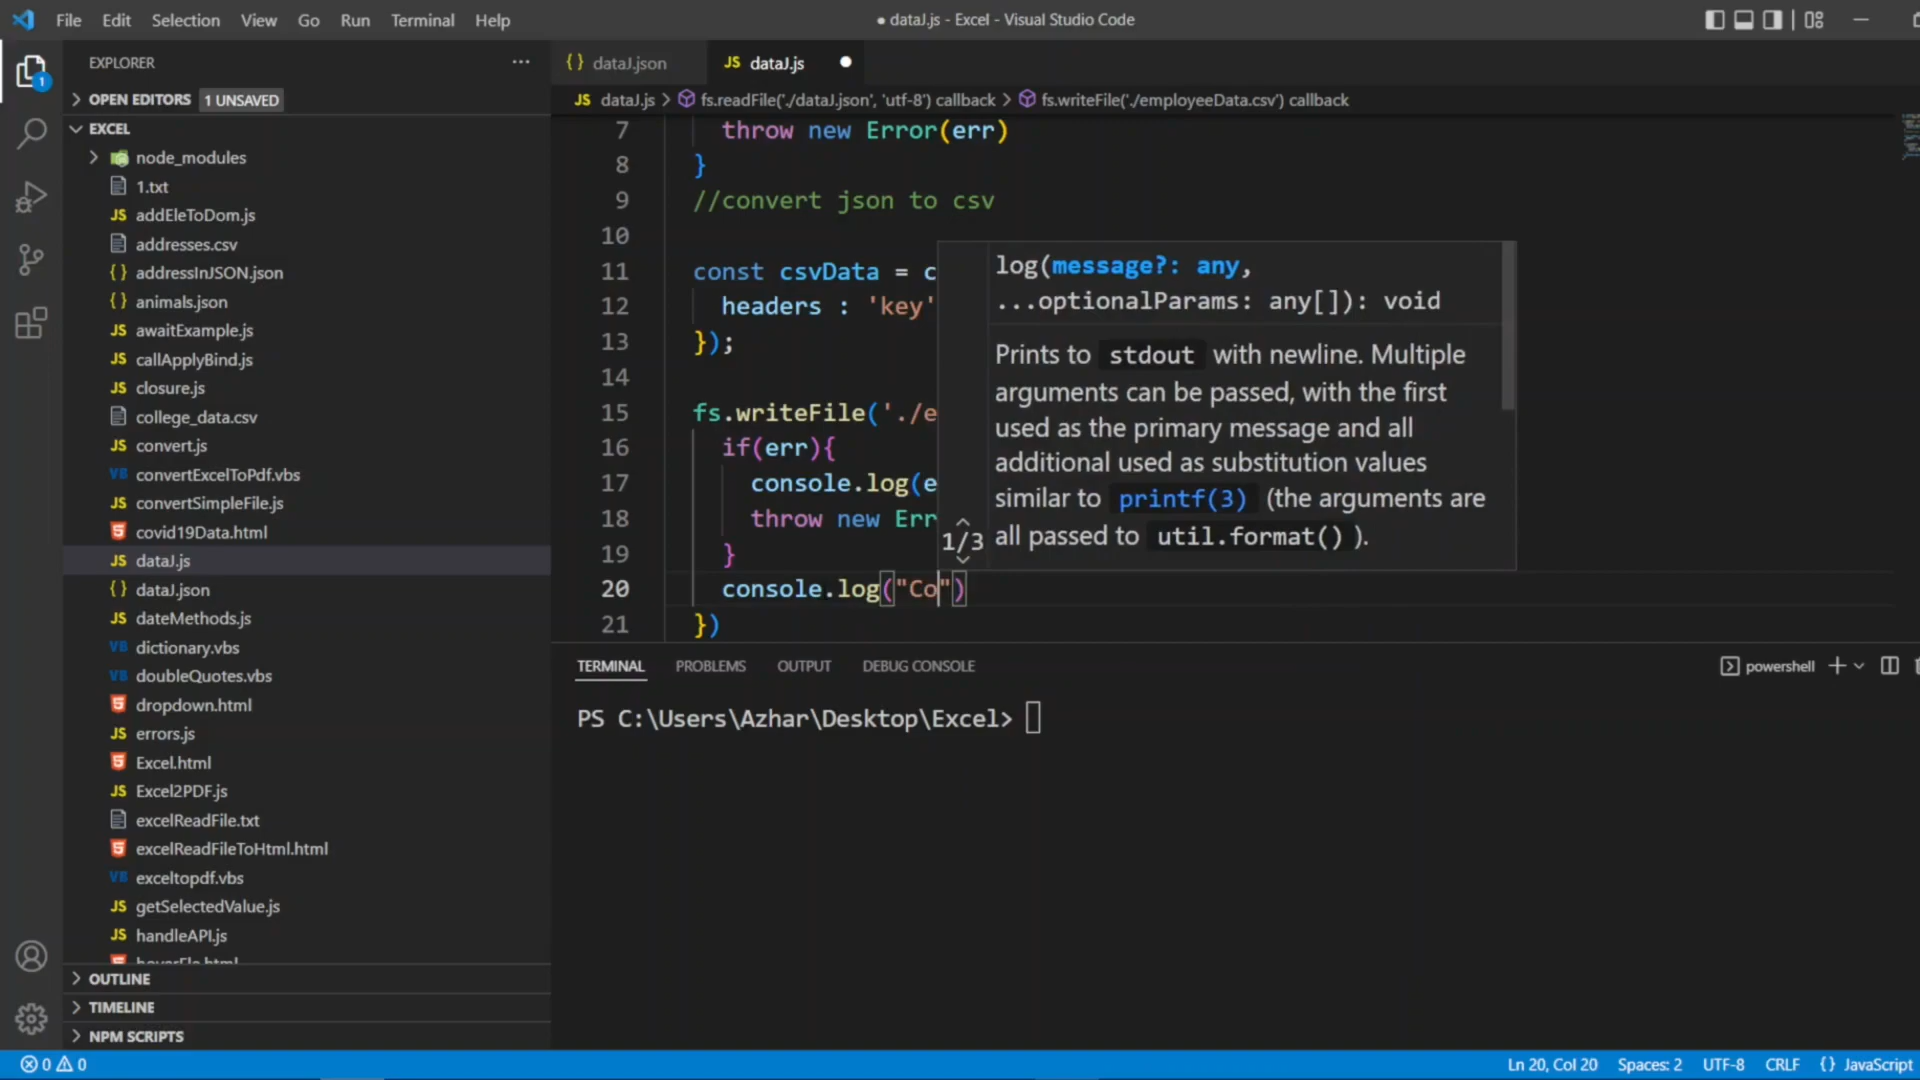 File Edit Selection View Go Run Terminal Help
● dataJ.js - Excel - Visual Studio Code
EXPLORER
OPEN EDITORS 1 UNSAVED
EXCEL
node_modules
1.txt
JS addEleToDom.js
addresses.csv
{} addressInJSON.json
{} animals.json
JS awaitExample.js
JS callApplyBind.js
JS closure.js
college_data.csv
JS convert.js
VB convertExcelToPdf.vbs
JS convertSimpleFile.js
covid19Data.html
JS dataJ.js
{} dataJ.json
JS dateMethods.js
VB dictionary.vbs
VB doubleQuotes.vbs
dropdown.html
JS errors.js
Excel.html
JS Excel2PDF.js
excelReadFile.txt
excelReadFileToHtml.html
VB exceltopdf.vbs
JS getSelectedValue.js
JS handleAPI.js
OUTLINE
TIMELINE
NPM SCRIPTS
{} dataJ.json
JS dataJ.js ●
JS dataJ.js > fs.readFile('./dataJ.json', 'utf-8') callback > fs.writeFile('./employeeData.csv') callback
7 throw new Error(err)
8 }
9 //convert json to csv
10
11 const csvData = c
12 headers : 'key'
13 });
14
15 fs.writeFile('./e
16 if(err){
17 console.log(e
18 throw new Err
19 }
20 console.log("Co")
21 })
log(message?: any,
...optionalParams: any[]): void
Prints to stdout with newline. Multiple
arguments can be passed, with the first
used as the primary message and all
additional used as substitution values
similar to printf(3) (the arguments are
all passed to util.format() ).
1/3
TERMINAL PROBLEMS OUTPUT DEBUG CONSOLE
powershell
PS C:\Users\Azhar\Desktop\Excel>
0 0
Ln 20, Col 20 Spaces: 2 UTF-8 CRLF {} JavaScript